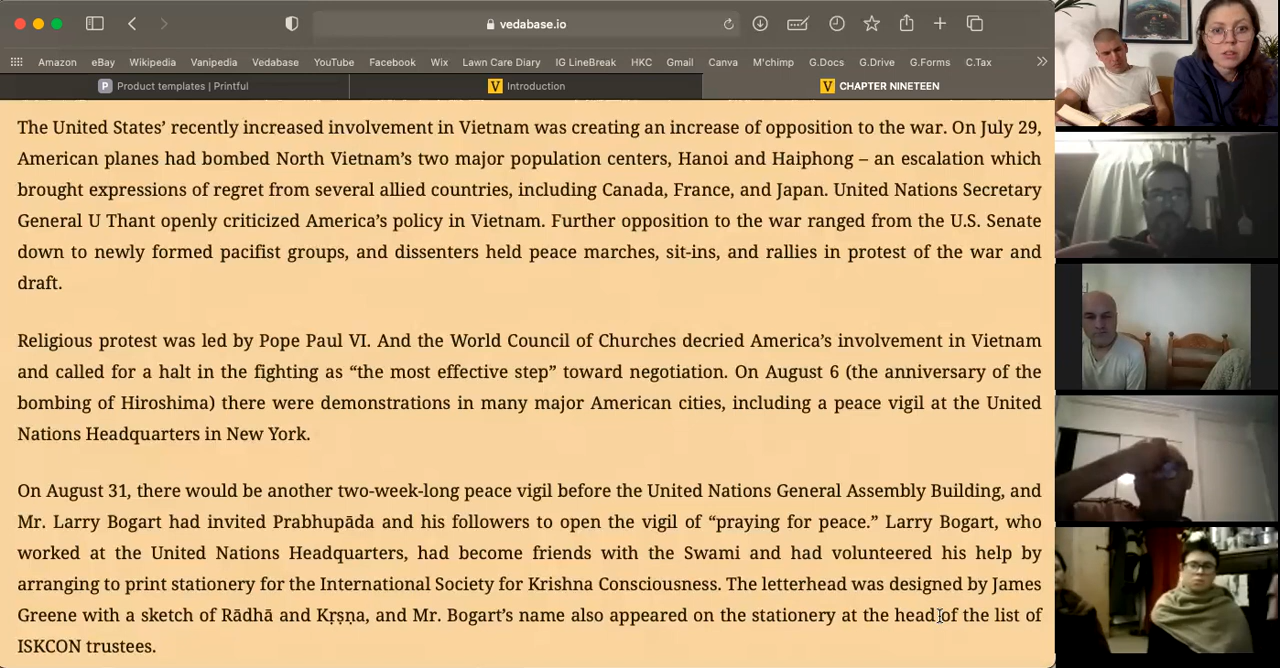 vedabase.io
Amazon eBay Wikipedia Vanipedia Vedabase YouTube Facebook Wix Lawn Care Diary IG LineBreak HKC Gmail Canva M'chimp G.Docs G.Drive G.Forms C.Tax
P Product templates | Printful V Introduction V CHAPTER NINETEEN
The United States’ recently increased involvement in Vietnam was creating an increase of opposition to the war. On July 29,
American planes had bombed North Vietnam’s two major population centers, Hanoi and Haiphong – an escalation which
brought expressions of regret from several allied countries, including Canada, France, and Japan. United Nations Secretary
General U Thant openly criticized America’s policy in Vietnam. Further opposition to the war ranged from the U.S. Senate
down to newly formed pacifist groups, and dissenters held peace marches, sit-ins, and rallies in protest of the war and
draft.
Religious protest was led by Pope Paul VI. And the World Council of Churches decried America’s involvement in Vietnam
and called for a halt in the fighting as “the most effective step” toward negotiation. On August 6 (the anniversary of the
bombing of Hiroshima) there were demonstrations in many major American cities, including a peace vigil at the United
Nations Headquarters in New York.
On August 31, there would be another two-week-long peace vigil before the United Nations General Assembly Building, and
Mr. Larry Bogart had invited Prabhupāda and his followers to open the vigil of “praying for peace.” Larry Bogart, who
worked at the United Nations Headquarters, had become friends with the Swami and had volunteered his help by
arranging to print stationery for the International Society for Krishna Consciousness. The letterhead was designed by James
Greene with a sketch of Rādhā and Kṛṣṇa, and Mr. Bogart’s name also appeared on the stationery at the head of the list of
ISKCON trustees.